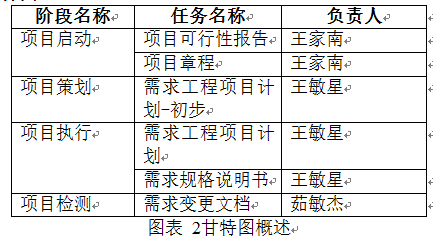 阶段名称 任务名称 负责人
项目启动 项目可行性报告 王家南
项目章程 王家南
项目策划 需求工程项目计 王敏星
划-初步
项目执行 需求工程项目计 王敏星
划
需求规格说明书 王敏星
项目检测 需求变更文档 茹敏杰
图表 2甘特图概述